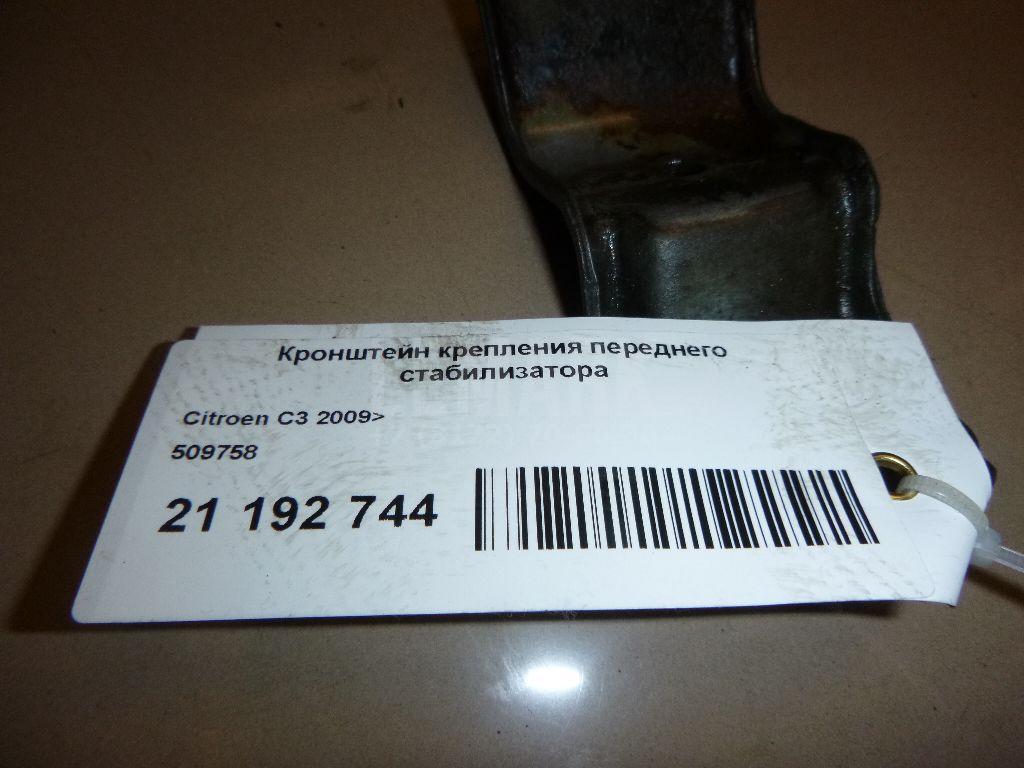 Кронштейн крепления переднего
стабилизатора
Citroen C3 2009>
509758
21 192 744